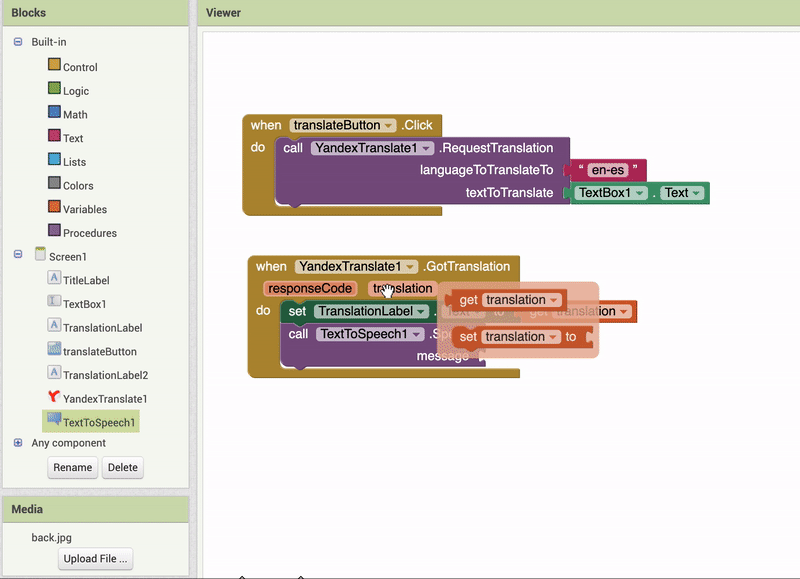 Blocks
Built-in
Control
Logic
Math
Text
Lists
Colors
Variables
Procedures
Screen1
TitleLabel
TextBox1
TranslationLabel
translateButton
TranslationLabel2
YandexTranslate1
TextToSpeech1
Any component
Rename Delete
Media
back.jpg
Upload File ...
Viewer
when translateButton .Click
do call YandexTranslate1 .RequestTranslation
languageToTranslateTo “ en-es ”
textToTranslate TextBox1 . Text
when YandexTranslate1 .GotTranslation
responseCode translation
get translation
do set TranslationLabel . Text to get translation
call TextToSpeech1
set translation to
message